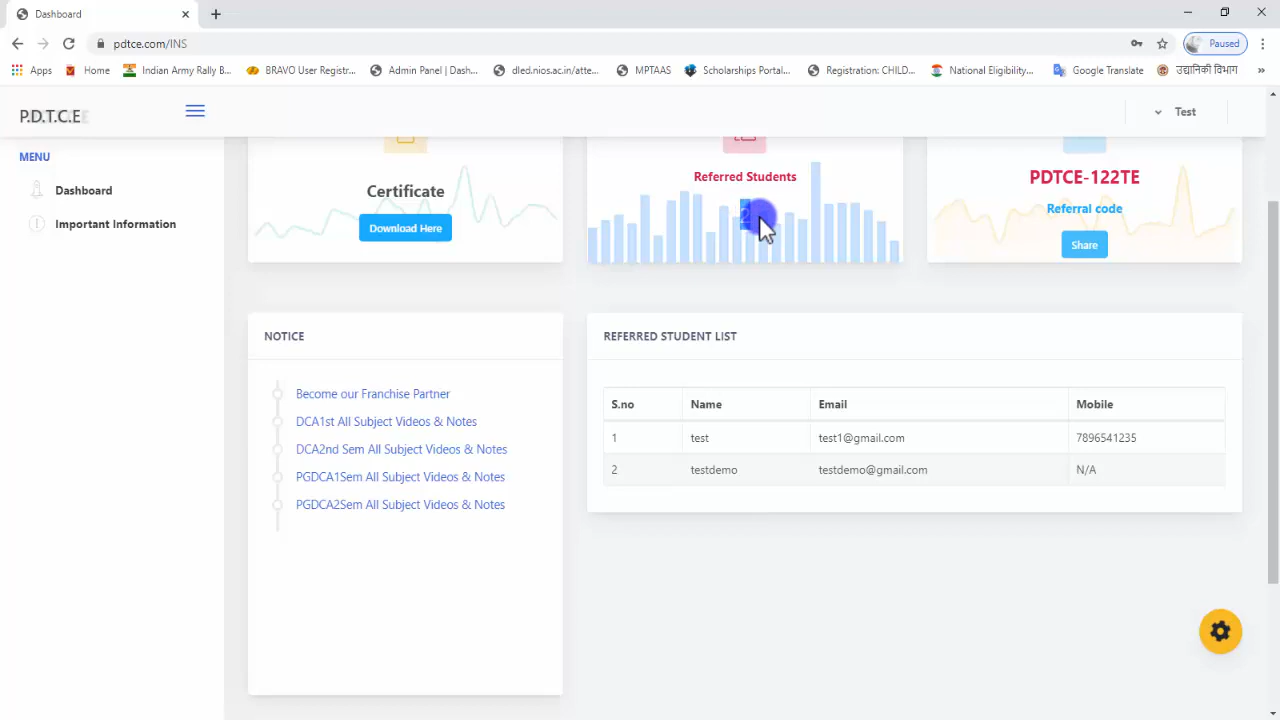 Dashboard
pdtce.com/INS
Paused
Apps
Home
Indian Army Rally B...
BRAVO User Registr...
Admin Panel | Dash...
dled.nios.ac.in/atte...
MPTAAS
Scholarships Portal...
Registration: CHILD...
National Eligibility...
Google Translate
उद्यानिकी विभाग
»
P.D.T.C.E
Test
MENU
Dashboard
Important Information
Certificate
Download Here
Referred Students
2
PDTCE-122TE
Referral code
Share
NOTICE
Become our Franchise Partner
DCA1st All Subject Videos & Notes
DCA2nd Sem All Subject Videos & Notes
PGDCA1Sem All Subject Videos & Notes
PGDCA2Sem All Subject Videos & Notes
REFERRED STUDENT LIST
S.no Name Email Mobile
1 test test1@gmail.com 7896541235
2 testdemo testdemo@gmail.com N/A